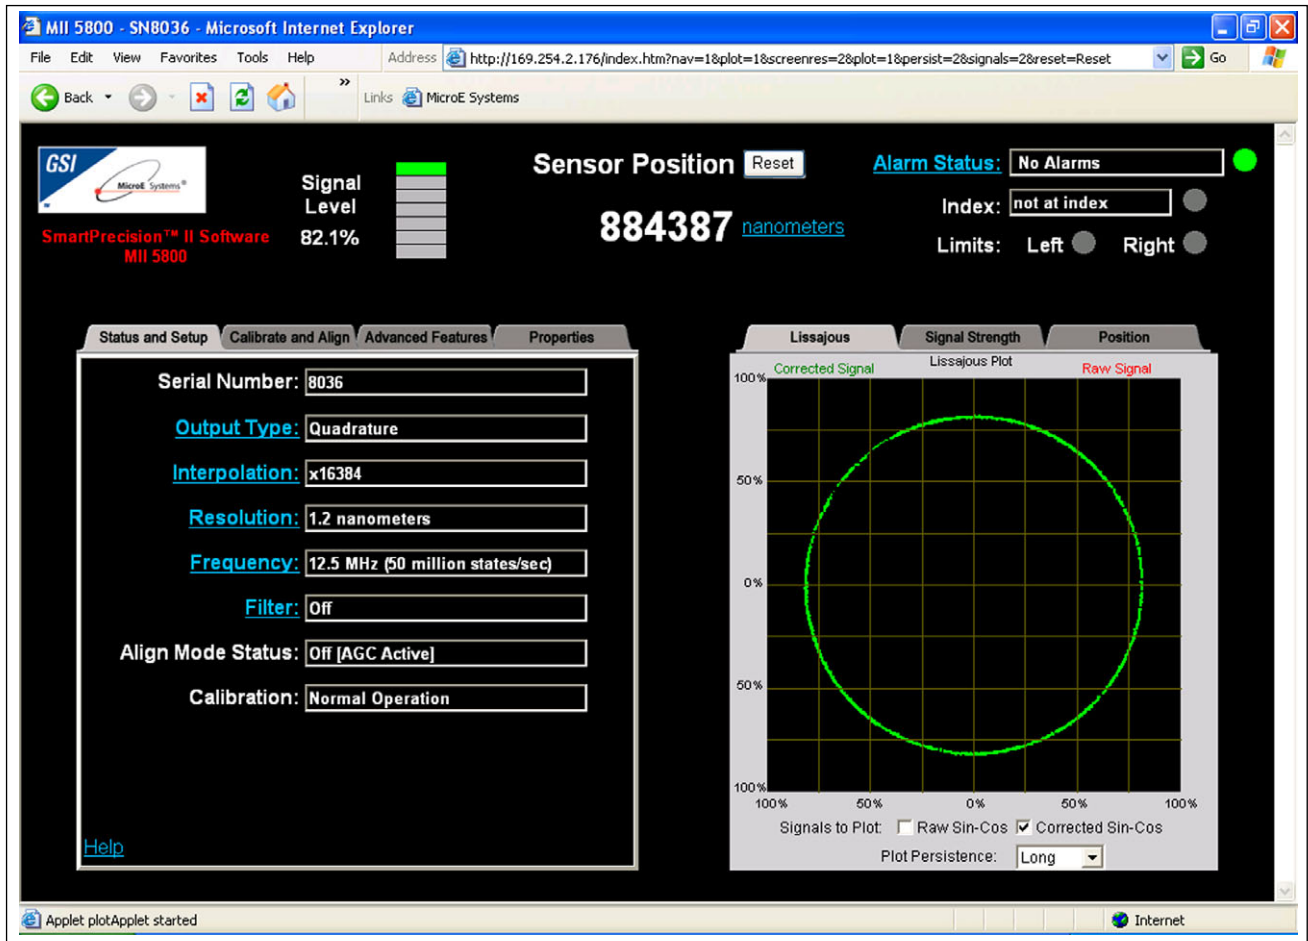 MII 5800 - SN8036 - Microsoft Internet Explorer
File Edit View Favorites Tools Help Address http://169.254.2.176/index.htm?nav=1&plot=1&screenres=2&plot=1&persist=2&signals=2&reset=Reset Go
Back » Links MicroE Systems
GSI
MicroE Systems®
SmartPrecision™ II Software
MII 5800
Signal
Level
82.1%
Sensor Position Reset
884387 nanometers
Alarm Status: No Alarms
Index: not at index
Limits: Left Right
Status and Setup Calibrate and Align Advanced Features Properties
Serial Number: 8036
Output Type: Quadrature
Interpolation: x16384
Resolution: 1.2 nanometers
Frequency: 12.5 MHz (50 million states/sec)
Filter: Off
Align Mode Status: Off [AGC Active]
Calibration: Normal Operation
Help
Lissajous Signal Strength Position
Lissajous Plot
Corrected Signal Raw Signal
100%
50%
0%
50%
100%
100% 50% 0% 50% 100%
Signals to Plot: Raw Sin-Cos Corrected Sin-Cos
Plot Persistence: Long
Applet plotApplet started Internet